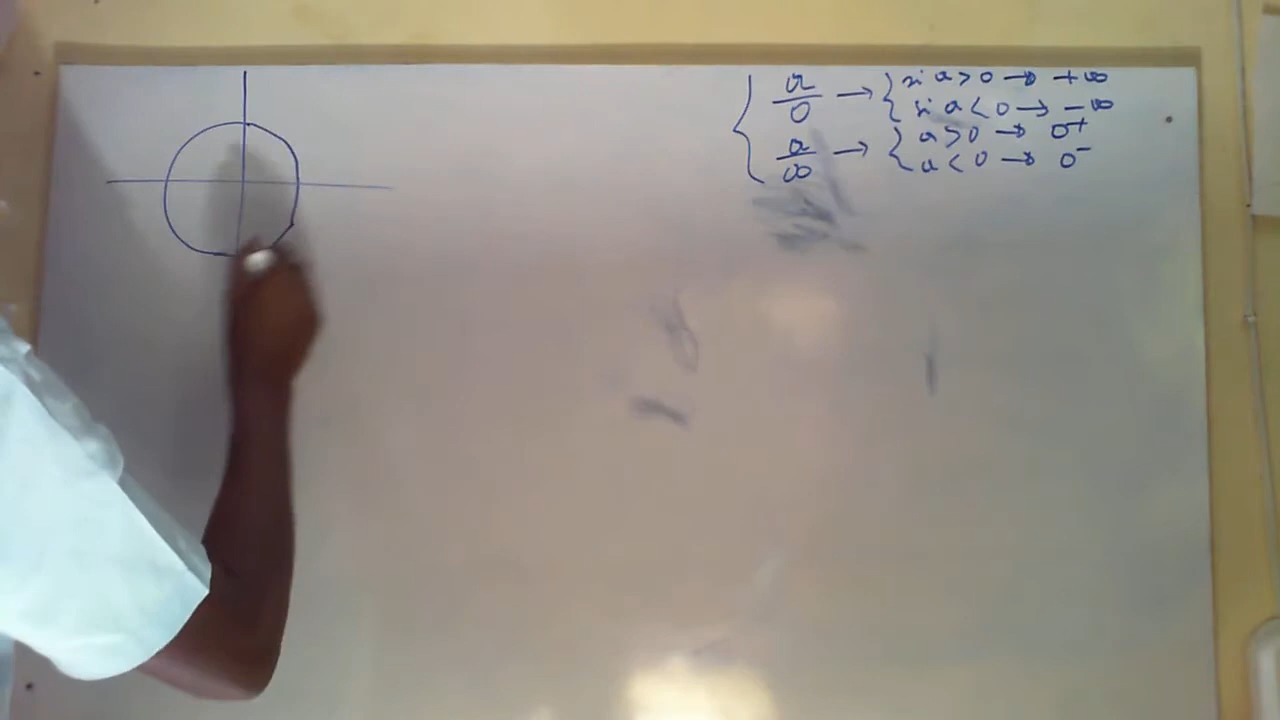 a/0 → { si a > 0 → +∞
si a < 0 → -∞
a/∞ → { a > 0 → 0⁺
a < 0 → 0⁻